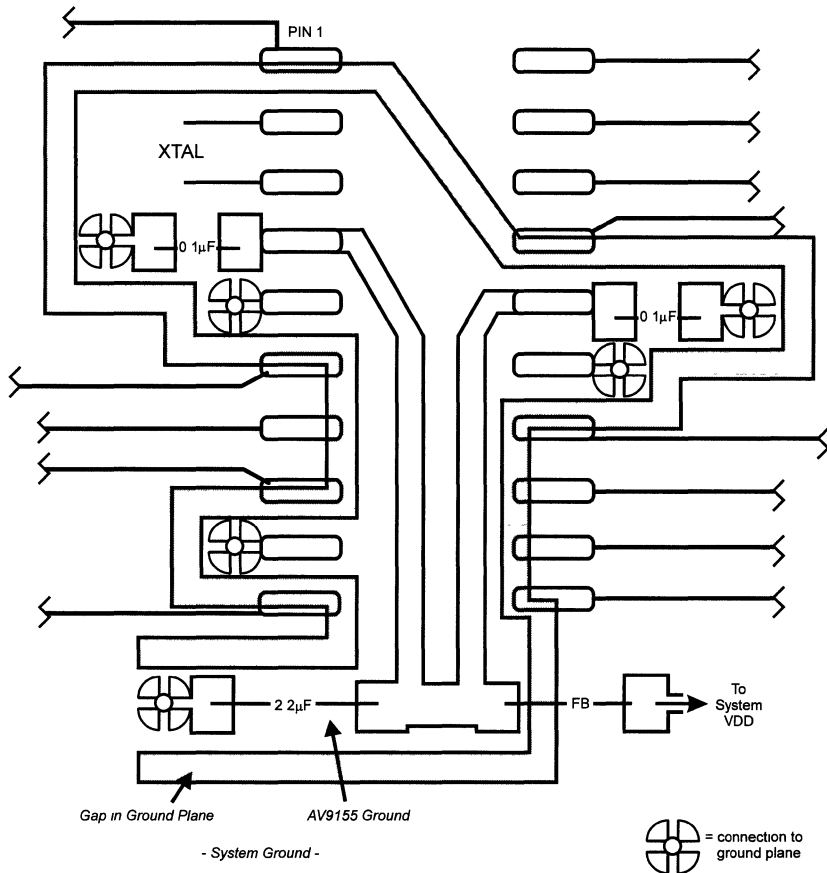 PIN 1
XTAL
0 1μF
0 1μF
2 2μF
FB
To
System
VDD
Gap ın Ground Plane
AV9155 Ground
- System Ground -
= connectıon to
ground plane